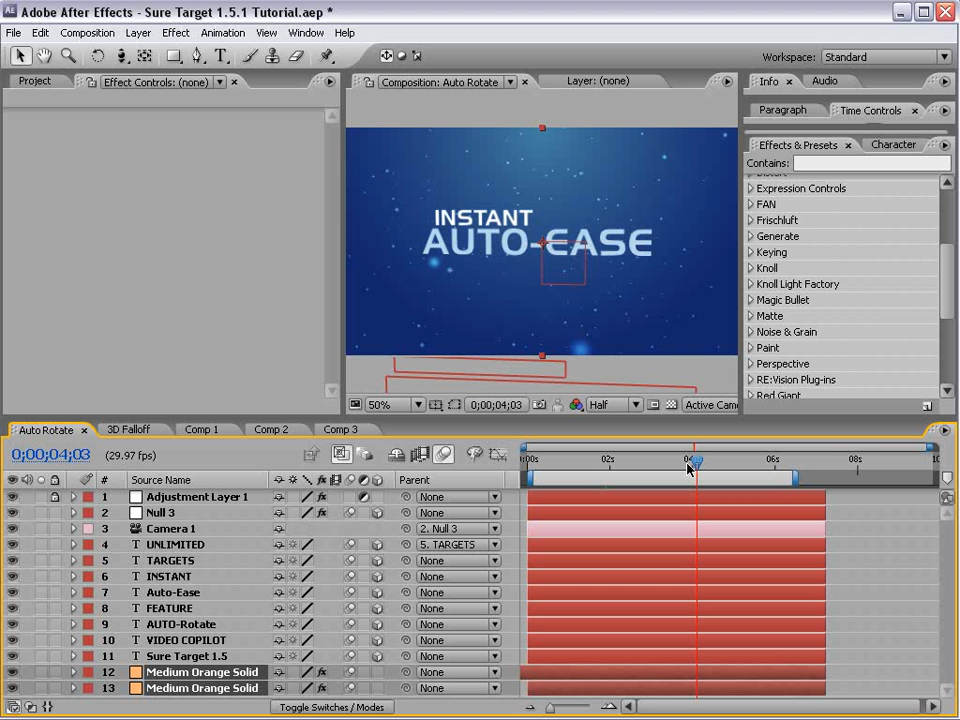 Adobe After Effects - Sure Target 1.5.1 Tutorial.aep *
File Edit Composition Layer Effect Animation View Window Help
Workspace: Standard
Project Effect Controls: (none)
Composition: Auto Rotate Layer: (none)
Info Audio
Paragraph Time Controls
Effects & Presets Character
Contains:
Expression Controls
FAN
Frischluft
Generate
Keying
Knoll
Knoll Light Factory
Magic Bullet
Matte
Noise & Grain
Paint
Perspective
RE:Vision Plug-ins
Red Giant
INSTANT
AUTO-EASE
50% 0;00;04;03 Half Active Cam
Auto Rotate 3D Falloff Comp 1 Comp 2 Comp 3
0;00;04;03 (29.97 fps)
:00s 02s 04s 06s 08s 10
# Source Name Parent
1 Adjustment Layer 1 None
2 Null 3 None
3 Camera 1 2. Null 3
4 T UNLIMITED 5. TARGETS
5 T TARGETS None
6 T INSTANT None
7 T Auto-Ease None
8 T FEATURE None
9 T AUTO-Rotate None
10 T VIDEO COPILOT None
11 T Sure Target 1.5 None
12 Medium Orange Solid None
13 Medium Orange Solid None
Toggle Switches / Modes